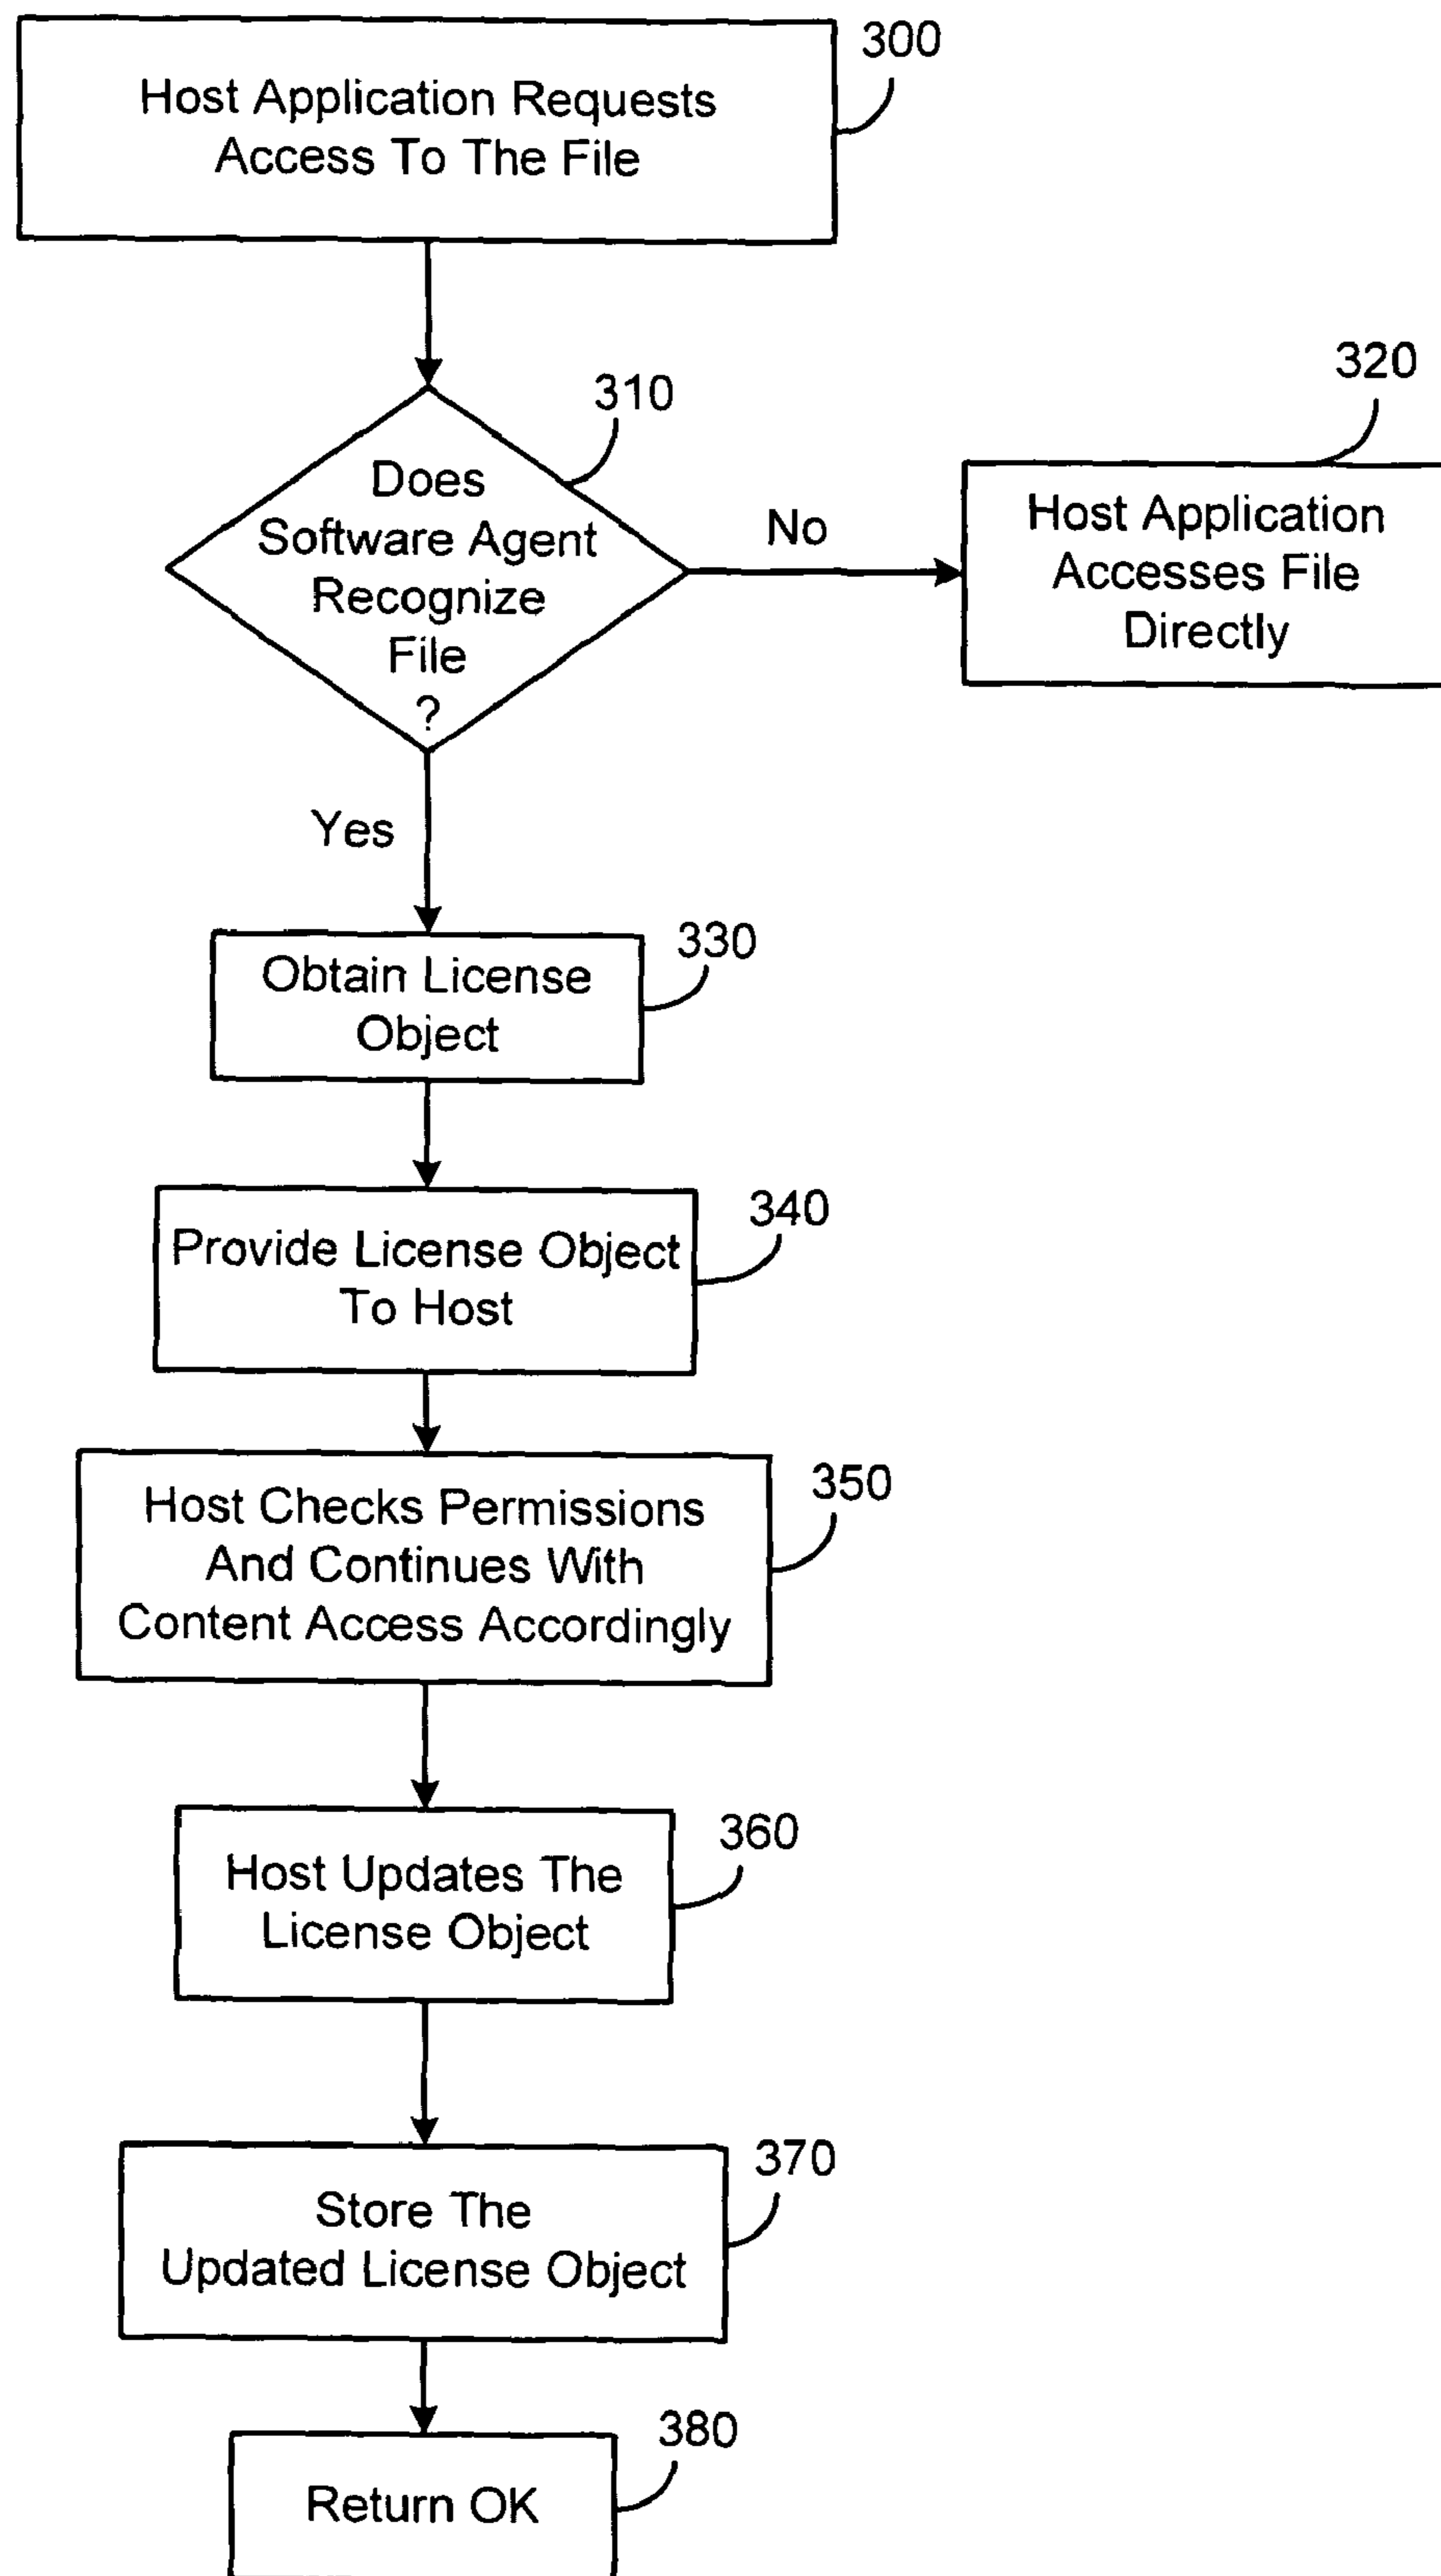 300
Host Application Requests
Access To The File
310
Does
Software Agent
Recognize
File
?
No
320
Host Application
Accesses File
Directly
Yes
330
Obtain License
Object
340
Provide License Object
To Host
350
Host Checks Permissions
And Continues With
Content Access Accordingly
360
Host Updates The
License Object
370
Store The
Updated License Object
380
Return OK